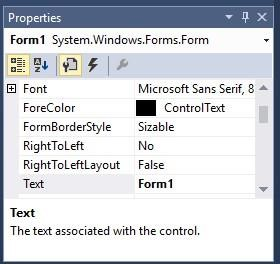 Properties
Form1 System.Windows.Forms.Form
Font Microsoft Sans Serif, 8
ForeColor ControlText
FormBorderStyle Sizable
RightToLeft No
RightToLeftLayout False
Text Form1
Text
The text associated with the control.